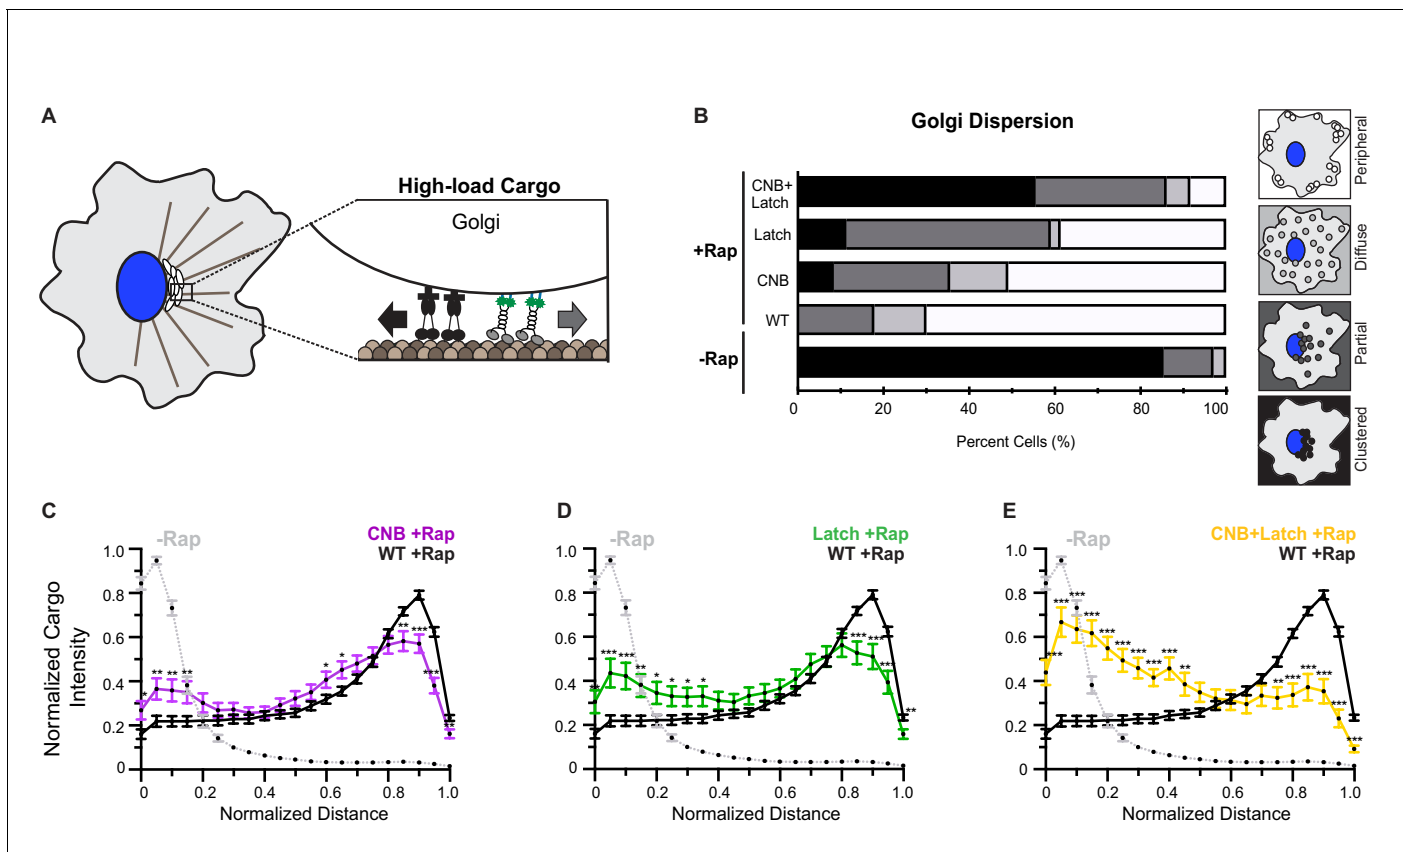 A
High-load Cargo
Golgi
B
Golgi Dispersion
+Rap
-Rap
CNB+
Latch
Latch
CNB
WT
0 20 40 60 80 100
Percent Cells (%)
Peripheral
Diffuse
Partial
Clustered
C
-Rap
CNB +Rap
WT +Rap
Normalized Cargo
Intensity
1.0
0.8
0.6
0.4
0.2
0
* ** ** ** * * ** *** *** **
0 0.2 0.4 0.6 0.8 1.0
Normalized Distance
D
-Rap
Latch +Rap
WT +Rap
1.0
0.8
0.6
0.4
0.2
0
** *** *** ** * * * * *** *** *** **
0 0.2 0.4 0.6 0.8 1.0
Normalized Distance
E
-Rap
CNB+Latch +Rap
WT +Rap
1.0
0.8
0.6
0.4
0.2
0
*** *** *** *** *** *** *** *** *** ** ** *** *** *** *** ***
0 0.2 0.4 0.6 0.8 1.0
Normalized Distance